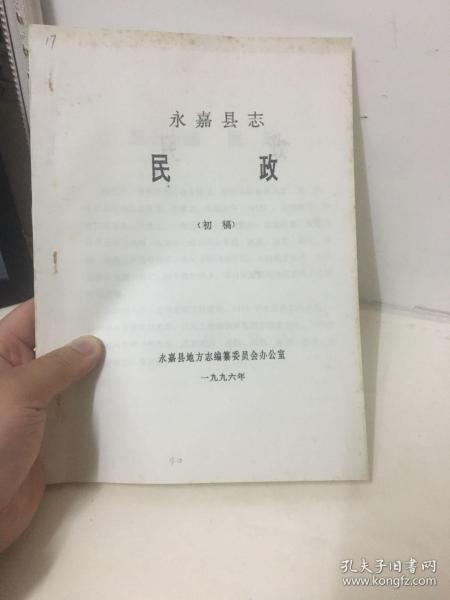 17
永嘉县志
民政
（初稿）
永嘉县地方志编纂委员会办公室
一九九六年
孔夫子旧书网
www.kongfz.com